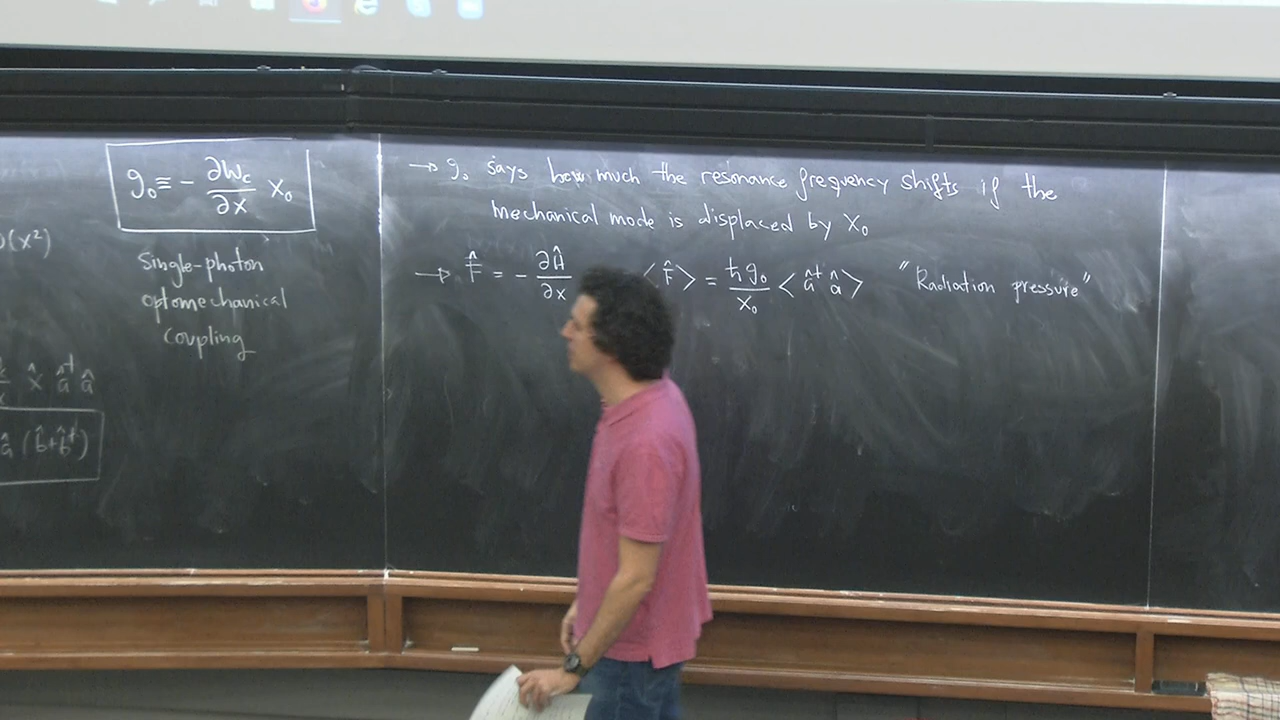 g₀ ≡ - ∂ω_c/∂x x₀
Single-photon
optomechanical
coupling
O(x²)
x̂ â† â
â (b̂+b̂†)
→ g₀ says how much the resonance frequency shifts if the
mechanical mode is displaced by x₀
→ F̂ = - ∂Ĥ/∂x ⟨F̂⟩ = ħg₀/x₀ ⟨â† â⟩ "Radiation pressure"